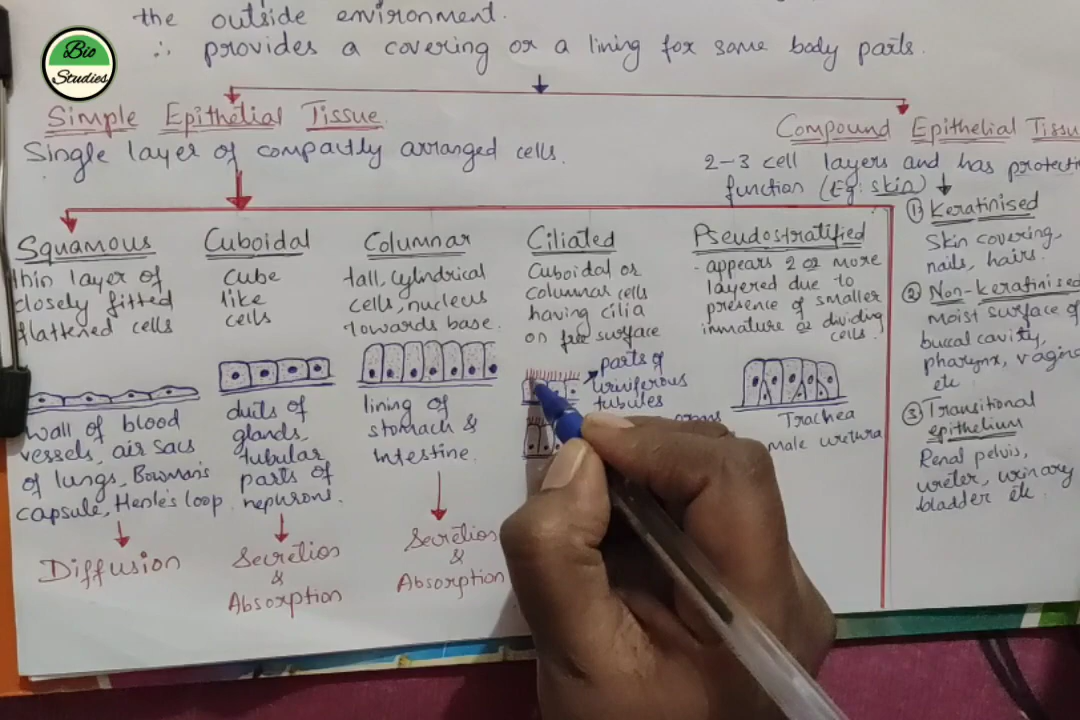 the outside environment.
∴ provides a covering or a lining for some body parts.
Bio
Studies
Simple Epithelial Tissue
Single layer of compactly arranged cells.
Compound Epithelial Tissu
2-3 cell layers and has protecti
function (Eg: skin)
Squamous
thin layer of
closely fitted
flattened cells
wall of blood
vessels, air sacs
of lungs, Bowman's
capsule, Henle's loop.
Diffusion
Cuboidal
Cube
like
cells
ducts of
glands,
tubular
parts of
nephrons.
Secretion
&
Absorption
Columnar
tall, cylindrical
cells, nucleus
towards base.
lining of
stomach &
Intestine.
Secretion
&
Absorption
Ciliated
Cuboidal or
columnar cells
having cilia
on free surface
parts of
uriniferous
tubules
organs
Pseudostratified
- appears 2 or more
layered due to
presence of smaller
immature or dividing
cells.
Trachea
male urethra
① Keratinised
Skin covering,
nails, hairs.
② Non-keratinised
moist surface of
buccal cavity,
pharynx, vagina
etc
③ Transitional
epithelium
Renal pelvis,
ureter, urinary
bladder etc.